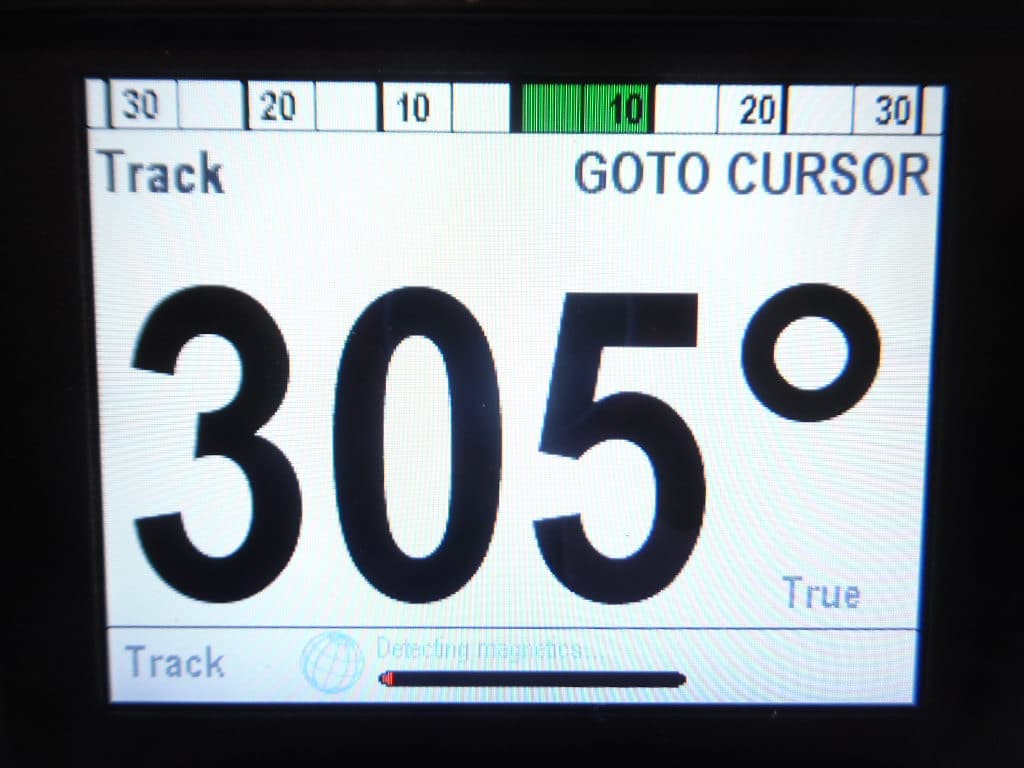 30 20 10 10 20 30
Track GOTO CURSOR
305°
True
Track Detecting magnetics...